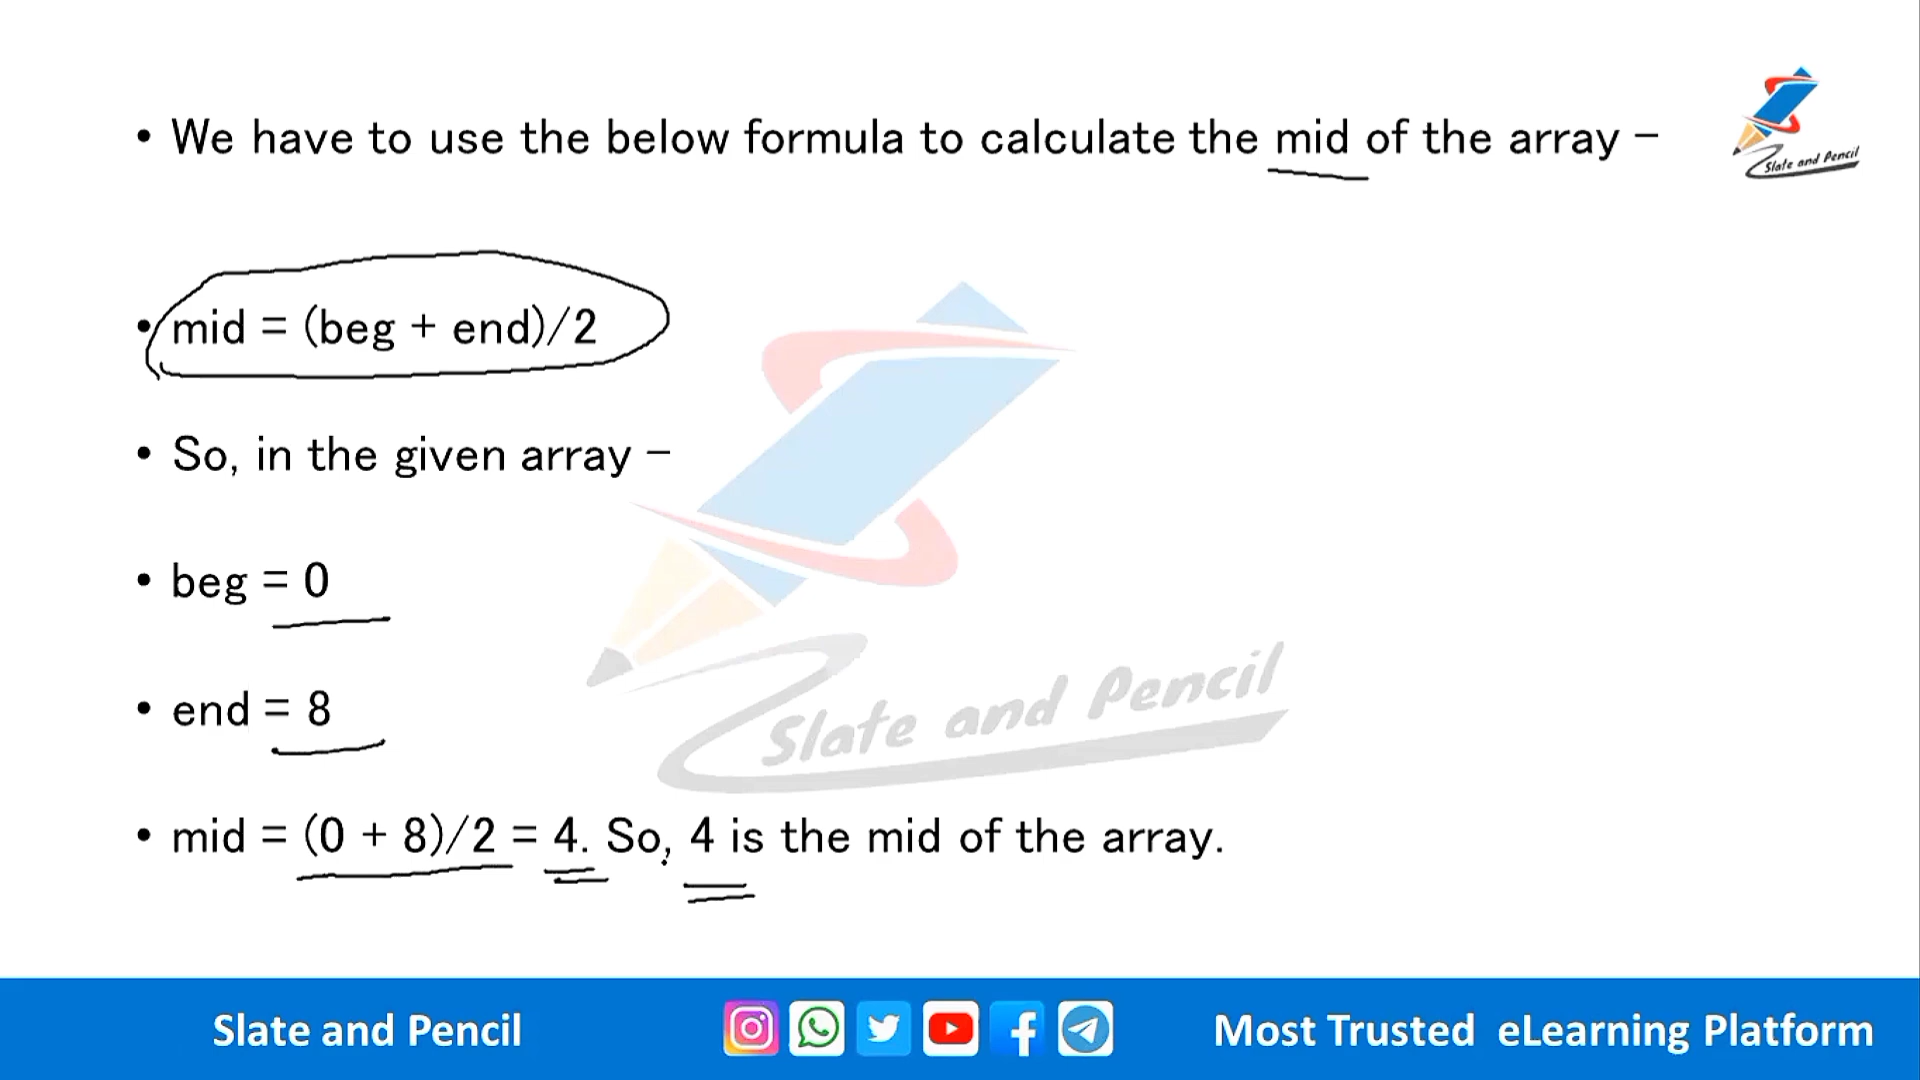 • We have to use the below formula to calculate the mid of the array –
Slate and Pencil
• mid = (beg + end)/2
• So, in the given array –
• beg = 0
• end = 8
Slate and Pencil
• mid = (0 + 8)/2 = 4. So, 4 is the mid of the array.
Slate and Pencil
Most Trusted eLearning Platform